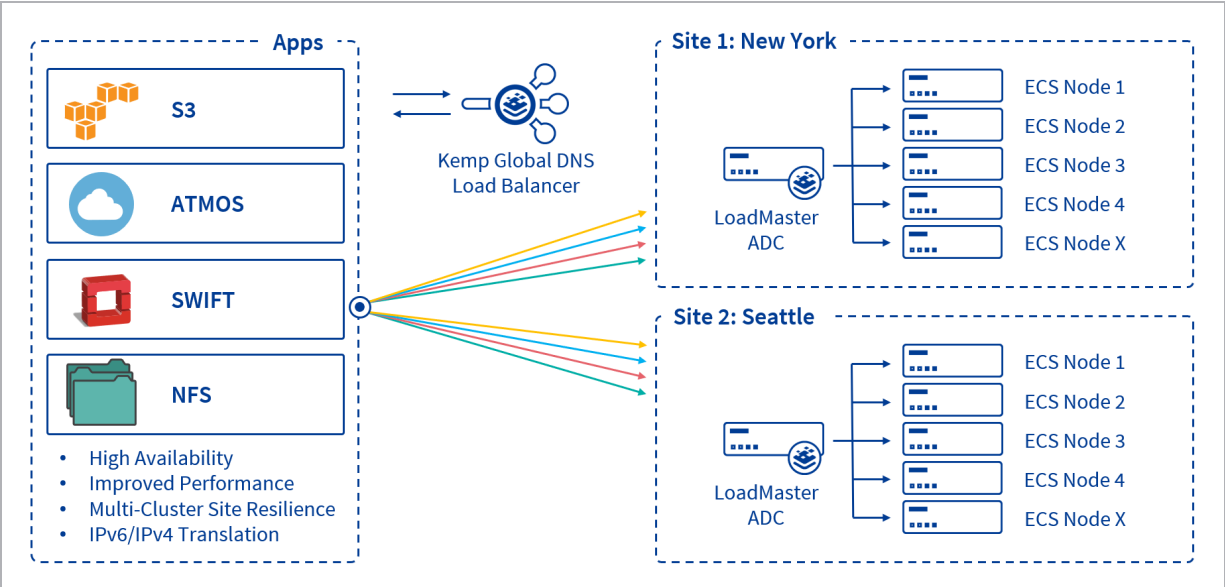 Apps
S3
ATMOS
SWIFT
NFS
• High Availability
• Improved Performance
• Multi-Cluster Site Resilience
• IPv6/IPv4 Translation
Kemp Global DNS
Load Balancer
Site 1: New York
LoadMaster
ADC
ECS Node 1
ECS Node 2
ECS Node 3
ECS Node 4
ECS Node X
Site 2: Seattle
LoadMaster
ADC
ECS Node 1
ECS Node 2
ECS Node 3
ECS Node 4
ECS Node X